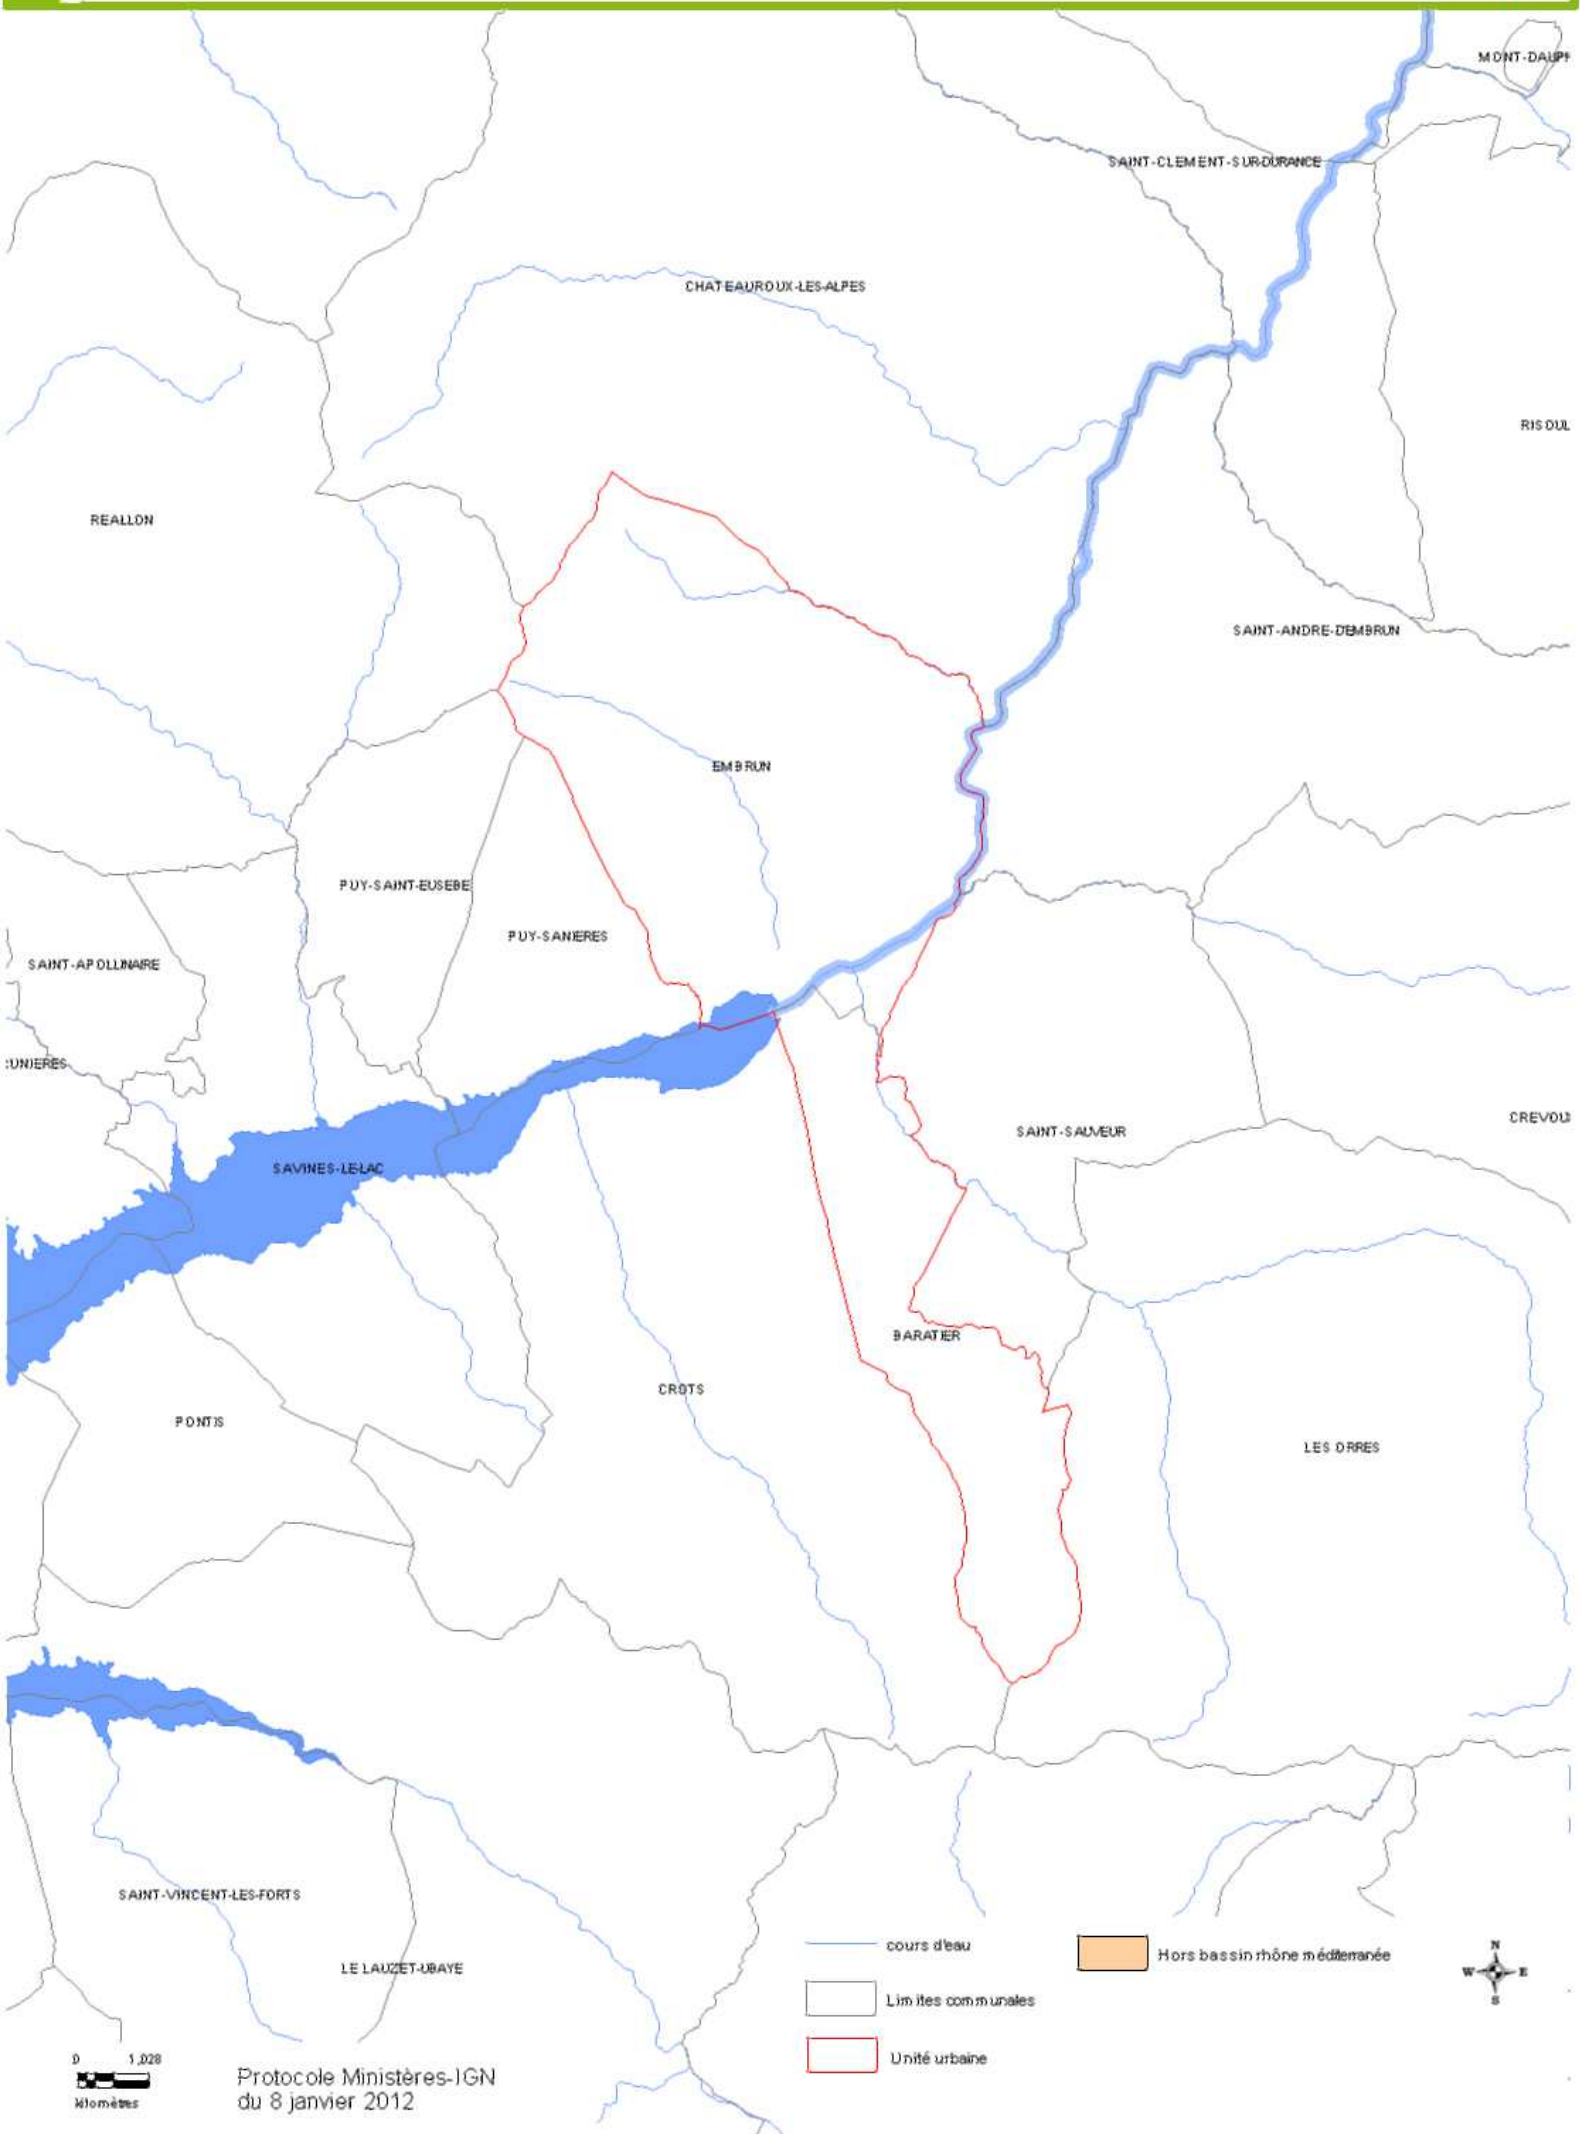 MONT-DAUPH
SAINT-CLEMENT-SUR-DURANCE
CHATEAUROUX-LES-ALPES
RISOUL
REALLON
SAINT-ANDRE-D'EMBRUN
EMBRUN
PUY-SAINT-EUSEBE
PUY-SANIERES
SAINT-APOLLINAIRE
UNIERES
CREVOU
SAINT-SAUVEUR
SAVINES-LE-LAC
BARATIER
CROTS
PONTIS
LES ORRES
SAINT-VINCENT-LES-FORTS
LE LAUZET-UBAYE
cours d'eau
Hors bassin rhône méditerranée
Limites communales
Unité urbaine
N
W E
S
0 1,028
kilomètres
Protocole Ministères-IGN
du 8 janvier 2012